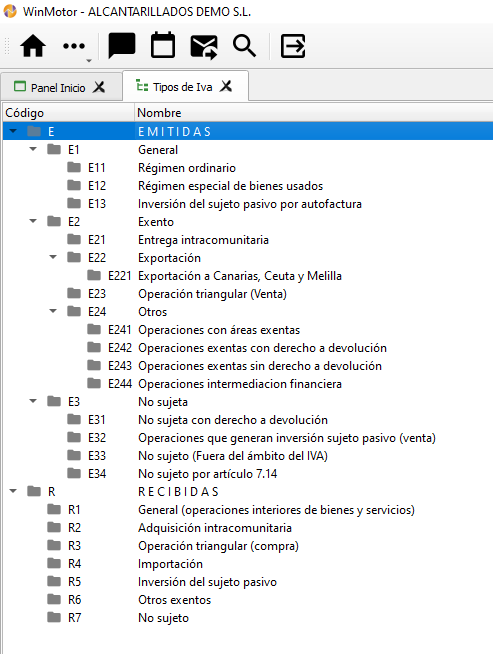 WinMotor - ALCANTARILLADOS DEMO S.L.
Panel Inicio
Tipos de Iva
Código Nombre
E E M I T I D A S
E1 General
E11 Régimen ordinario
E12 Régimen especial de bienes usados
E13 Inversión del sujeto pasivo por autofactura
E2 Exento
E21 Entrega intracomunitaria
E22 Exportación
E221 Exportación a Canarias, Ceuta y Melilla
E23 Operación triangular (Venta)
E24 Otros
E241 Operaciones con áreas exentas
E242 Operaciones exentas con derecho a devolución
E243 Operaciones exentas sin derecho a devolución
E244 Operaciones intermediacion financiera
E3 No sujeta
E31 No sujeta con derecho a devolución
E32 Operaciones que generan inversión sujeto pasivo (venta)
E33 No sujeto (Fuera del ámbito del IVA)
E34 No sujeto por artículo 7.14
R R E C I B I D A S
R1 General (operaciones interiores de bienes y servicios)
R2 Adquisición intracomunitaria
R3 Operación triangular (compra)
R4 Importación
R5 Inversión del sujeto pasivo
R6 Otros exentos
R7 No sujeto